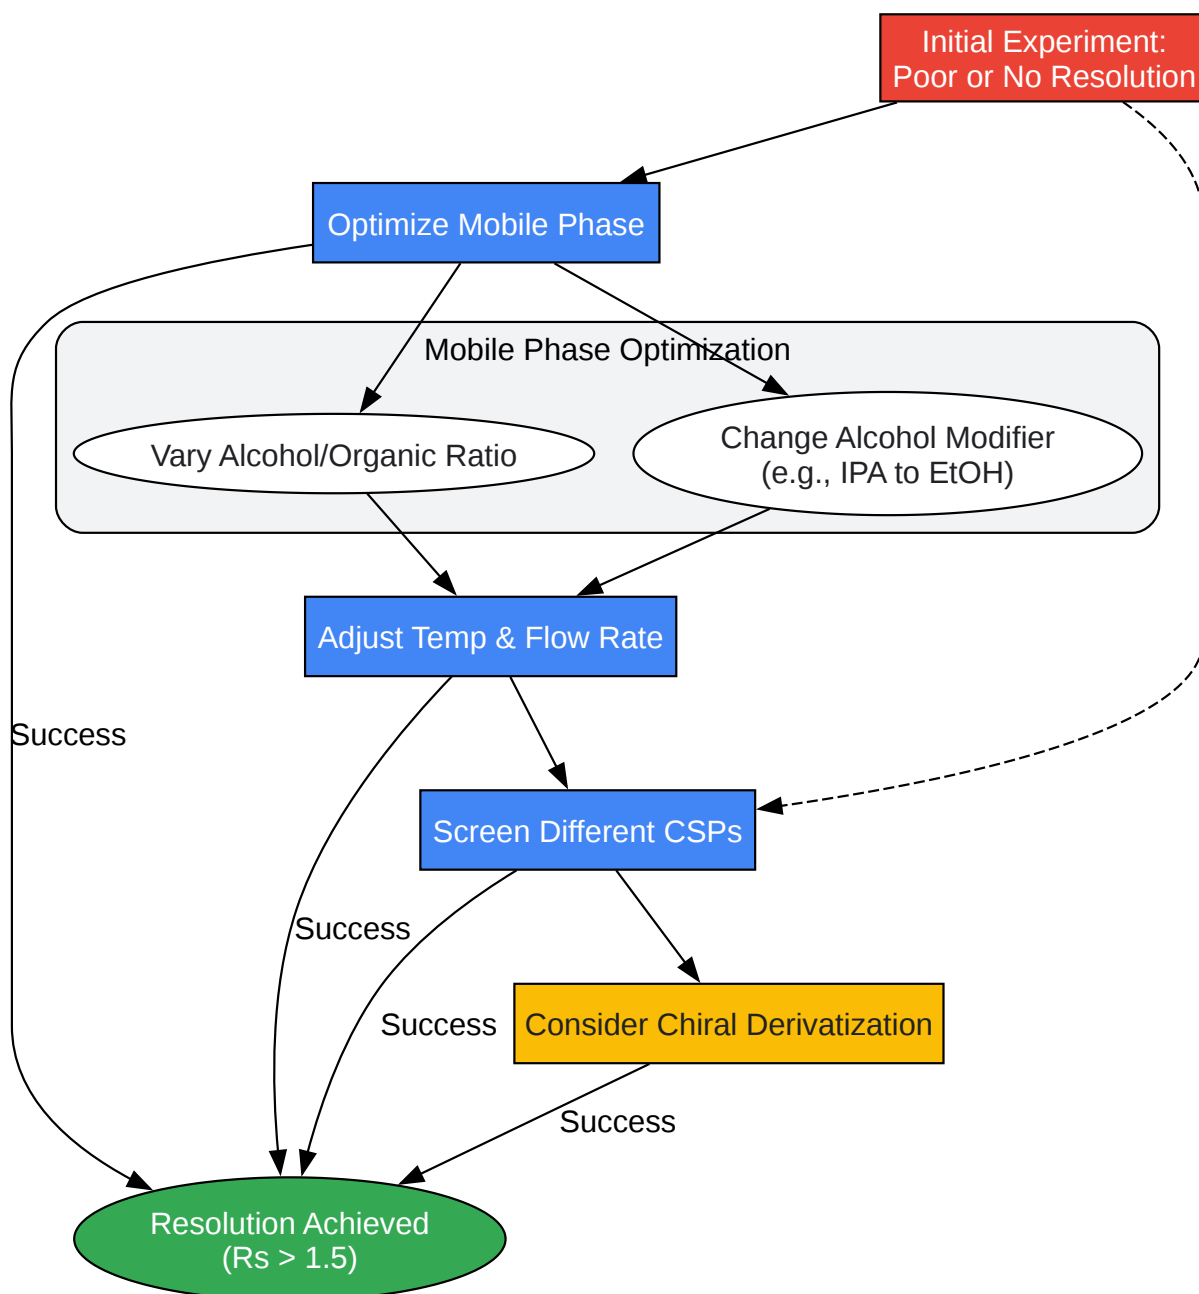 Initial Experiment:
Poor or No Resolution
Optimize Mobile Phase
Mobile Phase Optimization
Vary Alcohol/Organic Ratio
Change Alcohol Modifier
(e.g., IPA to EtOH)
Adjust Temp & Flow Rate
Success
Screen Different CSPs
Success
Success
Consider Chiral Derivatization
Success
Resolution Achieved
(Rs > 1.5)